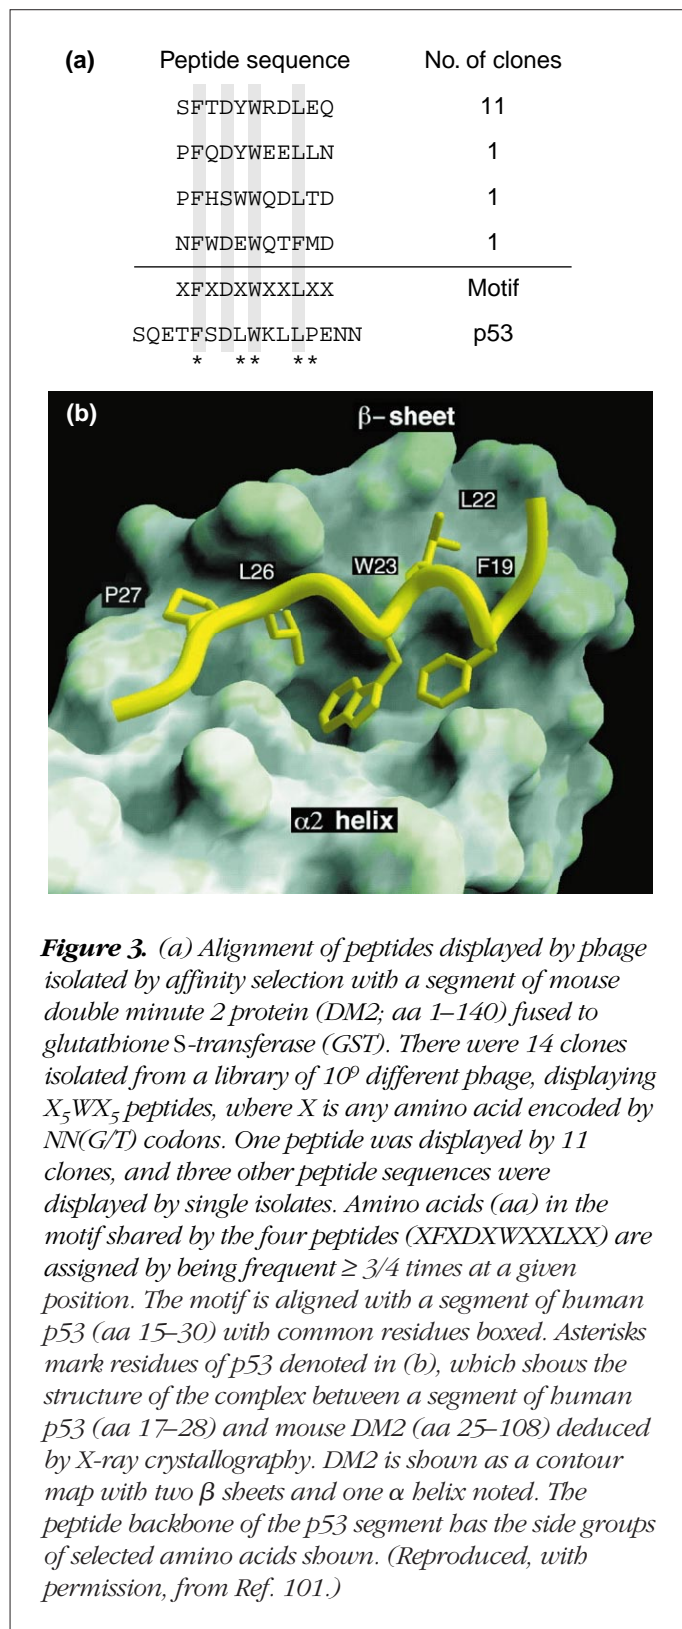 (a) Peptide sequence No. of clones
SFTDYWRDLEQ 11
PFQDYWEELLN 1
PFHSWWQDLTD 1
NFWDEWQTFMD 1
XFXDXWXXLXX Motif
SQETFSDLWKLLPENN p53
* ** **
(b)
β–sheet
L22
W23 F19
L26
P27
α2 helix
Figure 3. (a) Alignment of peptides displayed by phage
isolated by affinity selection with a segment of mouse
double minute 2 protein (DM2; aa 1–140) fused to
glutathione S-transferase (GST). There were 14 clones
isolated from a library of 10⁹ different phage, displaying
X₅WX₅ peptides, where X is any amino acid encoded by
NN(G/T) codons. One peptide was displayed by 11
clones, and three other peptide sequences were
displayed by single isolates. Amino acids (aa) in the
motif shared by the four peptides (XFXDXWXXLXX) are
assigned by being frequent ≥ 3/4 times at a given
position. The motif is aligned with a segment of human
p53 (aa 15–30) with common residues boxed. Asterisks
mark residues of p53 denoted in (b), which shows the
structure of the complex between a segment of human
p53 (aa 17–28) and mouse DM2 (aa 25–108) deduced
by X-ray crystallography. DM2 is shown as a contour
map with two β sheets and one α helix noted. The
peptide backbone of the p53 segment has the side groups
of selected amino acids shown. (Reproduced, with
permission, from Ref. 101.)